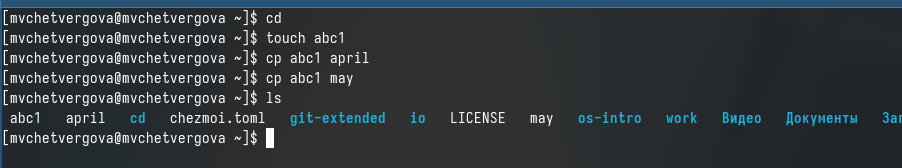 [mvchetvergova@mvchetvergova ~]$ cd
[mvchetvergova@mvchetvergova ~]$ touch abc1
[mvchetvergova@mvchetvergova ~]$ cp abc1 april
[mvchetvergova@mvchetvergova ~]$ cp abc1 may
[mvchetvergova@mvchetvergova ~]$ ls
abc1 april cd chezmoi.toml git-extended io LICENSE may os-intro work Видео Документы
[mvchetvergova@mvchetvergova ~]$